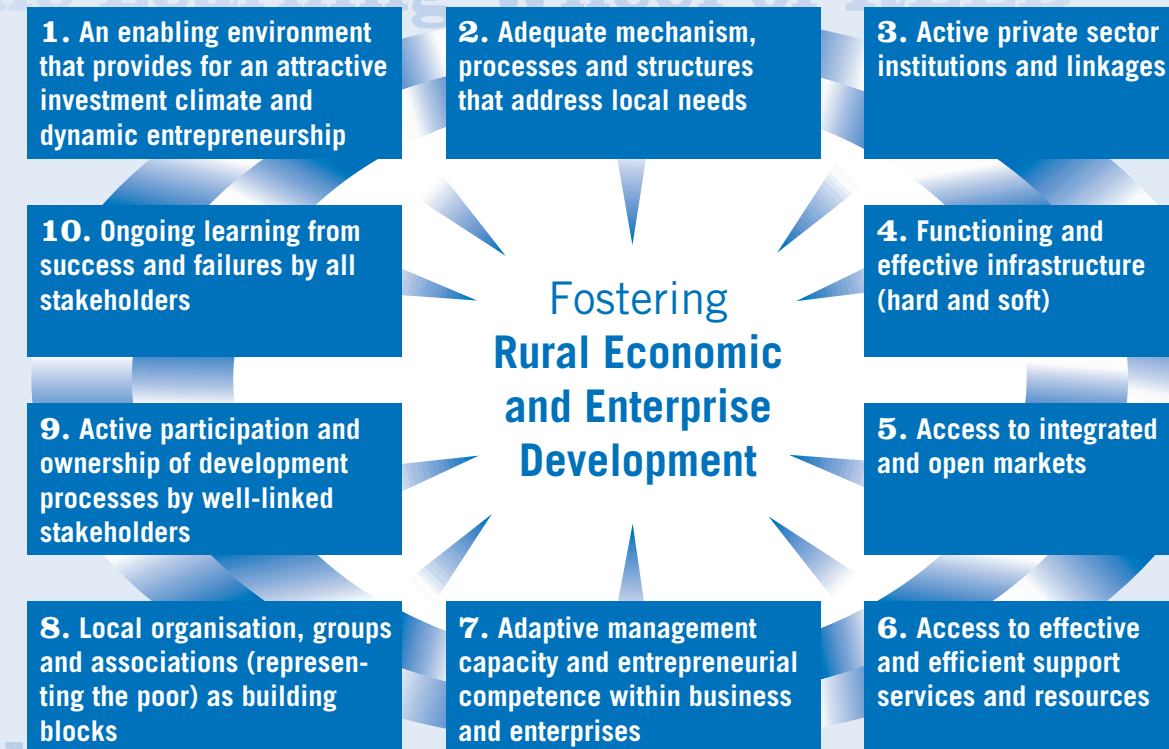 1. An enabling environment
that provides for an attractive
investment climate and
dynamic entrepreneurship
2. Adequate mechanism,
processes and structures
that address local needs
3. Active private sector
institutions and linkages
10. Ongoing learning from
success and failures by all
stakeholders
Fostering
Rural Economic
and Enterprise
Development
4. Functioning and
effective infrastructure
(hard and soft)
9. Active participation and
ownership of development
processes by well-linked
stakeholders
5. Access to integrated
and open markets
8. Local organisation, groups
and associations (represen-
ting the poor) as building
blocks
7. Adaptive management
capacity and entrepreneurial
competence within business
and enterprises
6. Access to effective
and efficient support
services and resources